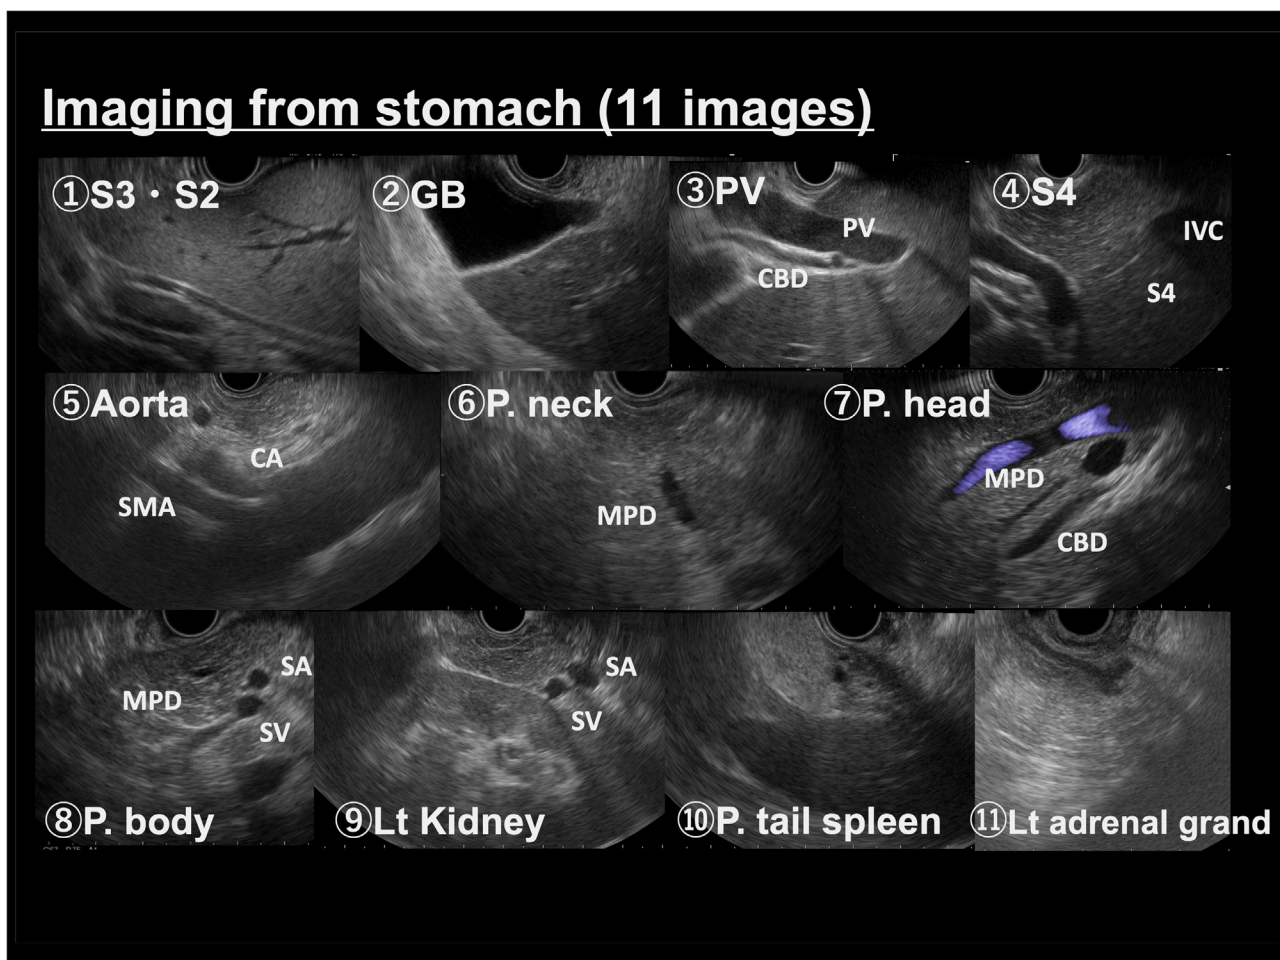 Imaging from stomach (11 images)
①S3・S2
②GB
③PV
PV
CBD
④S4
IVC
S4
⑤Aorta
CA
SMA
⑥P. neck
MPD
⑦P. head
MPD
CBD
SA
MPD
SV
⑧P. body
SA
SV
⑨Lt Kidney
⑩P. tail spleen
⑪Lt adrenal grand